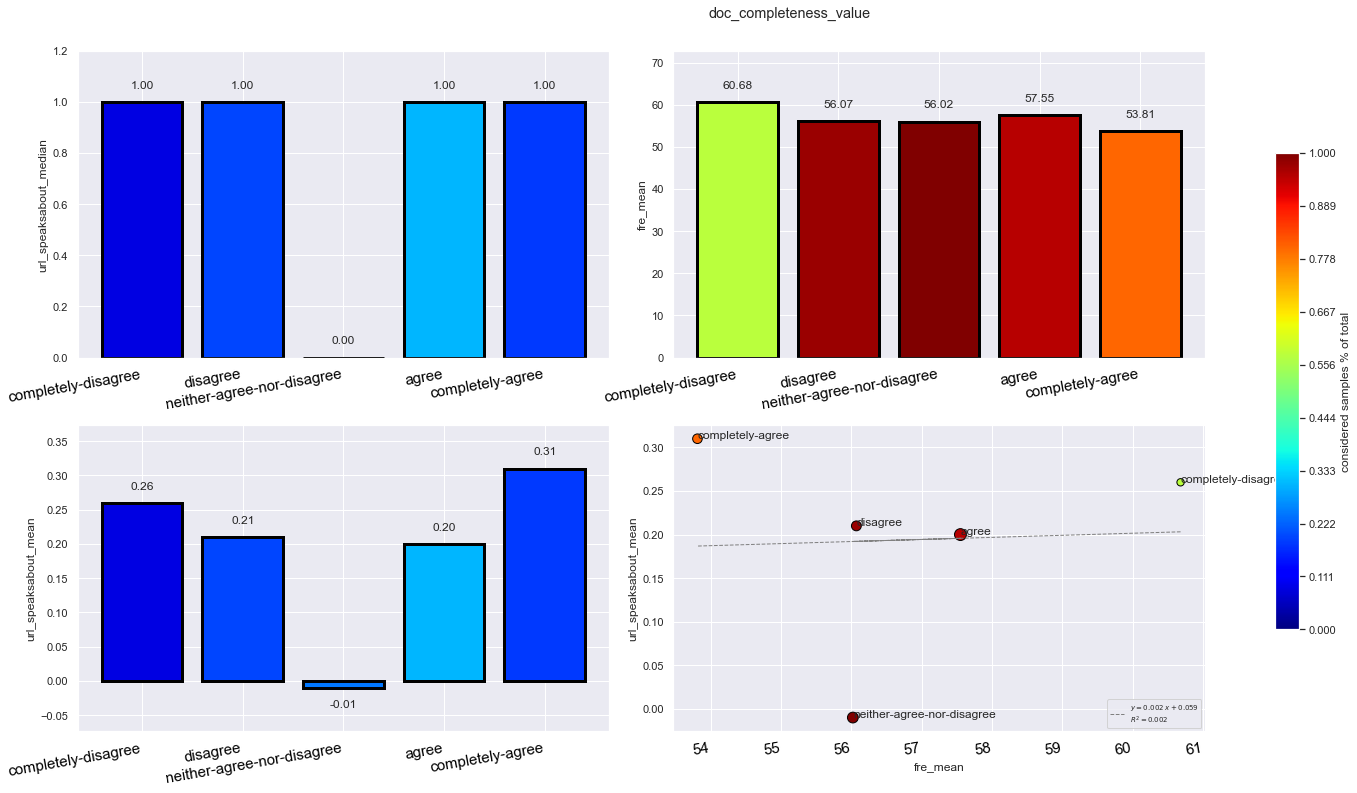 doc_completeness_value
1.2
1.0
0.8
0.6
0.4
0.2
0.0
url_speaksabout_median
1.00
1.00
0.00
1.00
1.00
completely-disagree
disagree
neither-agree-nor-disagree
agree
completely-agree
70
60
50
40
30
20
10
0
fre_mean
60.68
56.07
56.02
57.55
53.81
completely-disagree
disagree
neither-agree-nor-disagree
agree
completely-agree
0.35
0.30
0.25
0.20
0.15
0.10
0.05
0.00
−0.05
url_speaksabout_mean
0.26
0.21
-0.01
0.20
0.31
completely-disagree
disagree
neither-agree-nor-disagree
agree
completely-agree
0.30
0.25
0.20
0.15
0.10
0.05
0.00
url_speaksabout_mean
completely-agree
completely-disagre
disagree
agree
neither-agree-nor-disagree
y = 0.002 x + 0.059
R² = 0.002
54
55
56
57
58
59
60
61
fre_mean
1.000
0.889
0.778
0.667
0.556
0.444
0.333
0.222
0.111
0.000
considered samples % of total